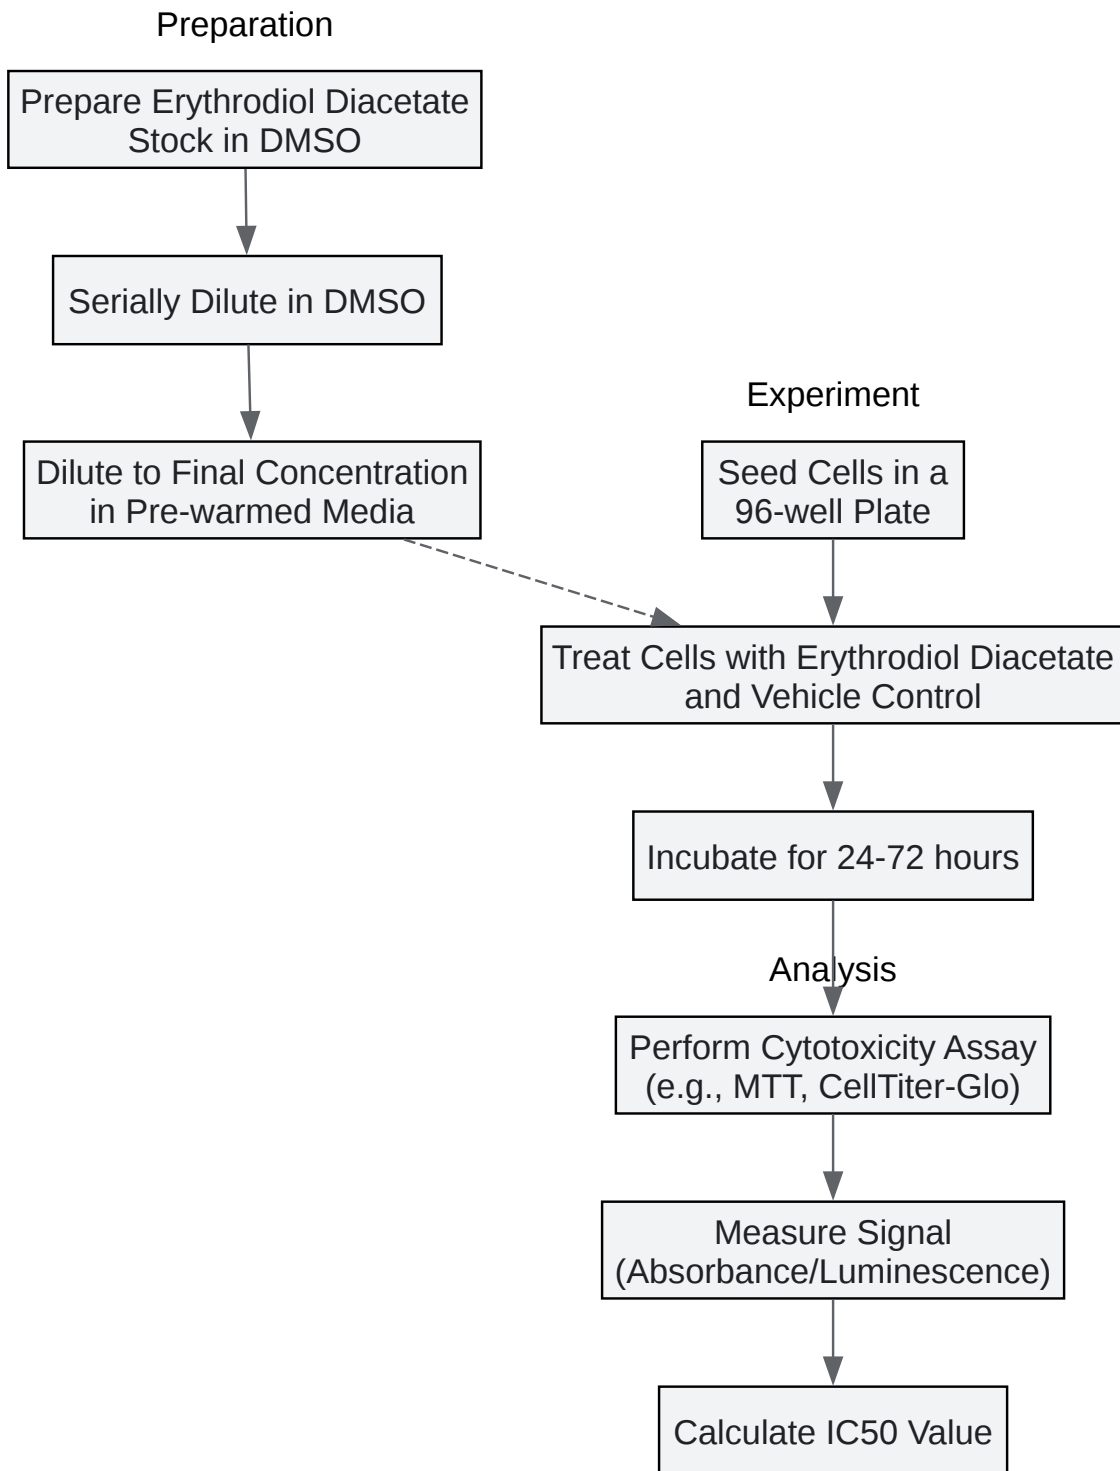 Preparation
Prepare Erythrodiol Diacetate
Stock in DMSO
Serially Dilute in DMSO
Dilute to Final Concentration
in Pre-warmed Media
Experiment
Seed Cells in a
96-well Plate
Treat Cells with Erythrodiol Diacetate
and Vehicle Control
Incubate for 24-72 hours
Analysis
Perform Cytotoxicity Assay
(e.g., MTT, CellTiter-Glo)
Measure Signal
(Absorbance/Luminescence)
Calculate IC50 Value